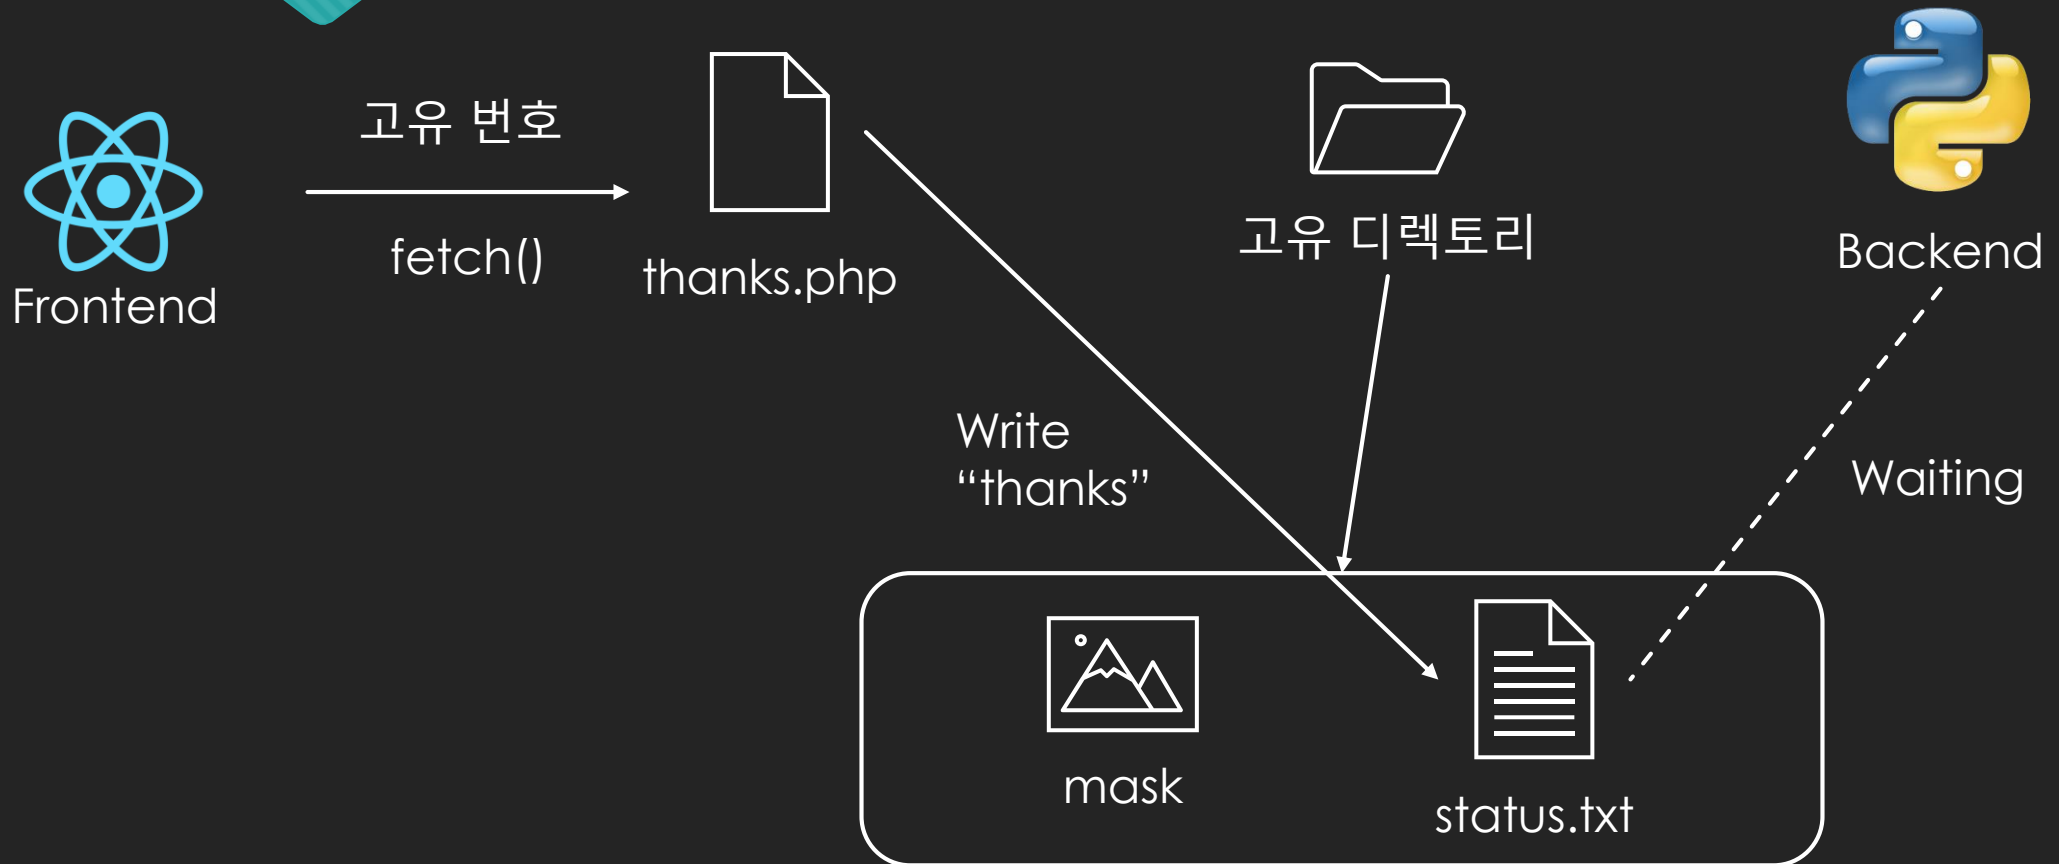 고유 번호
fetch()
Frontend
thanks.php
고유 디렉토리
Backend
Write
“thanks”
Waiting
mask
status.txt